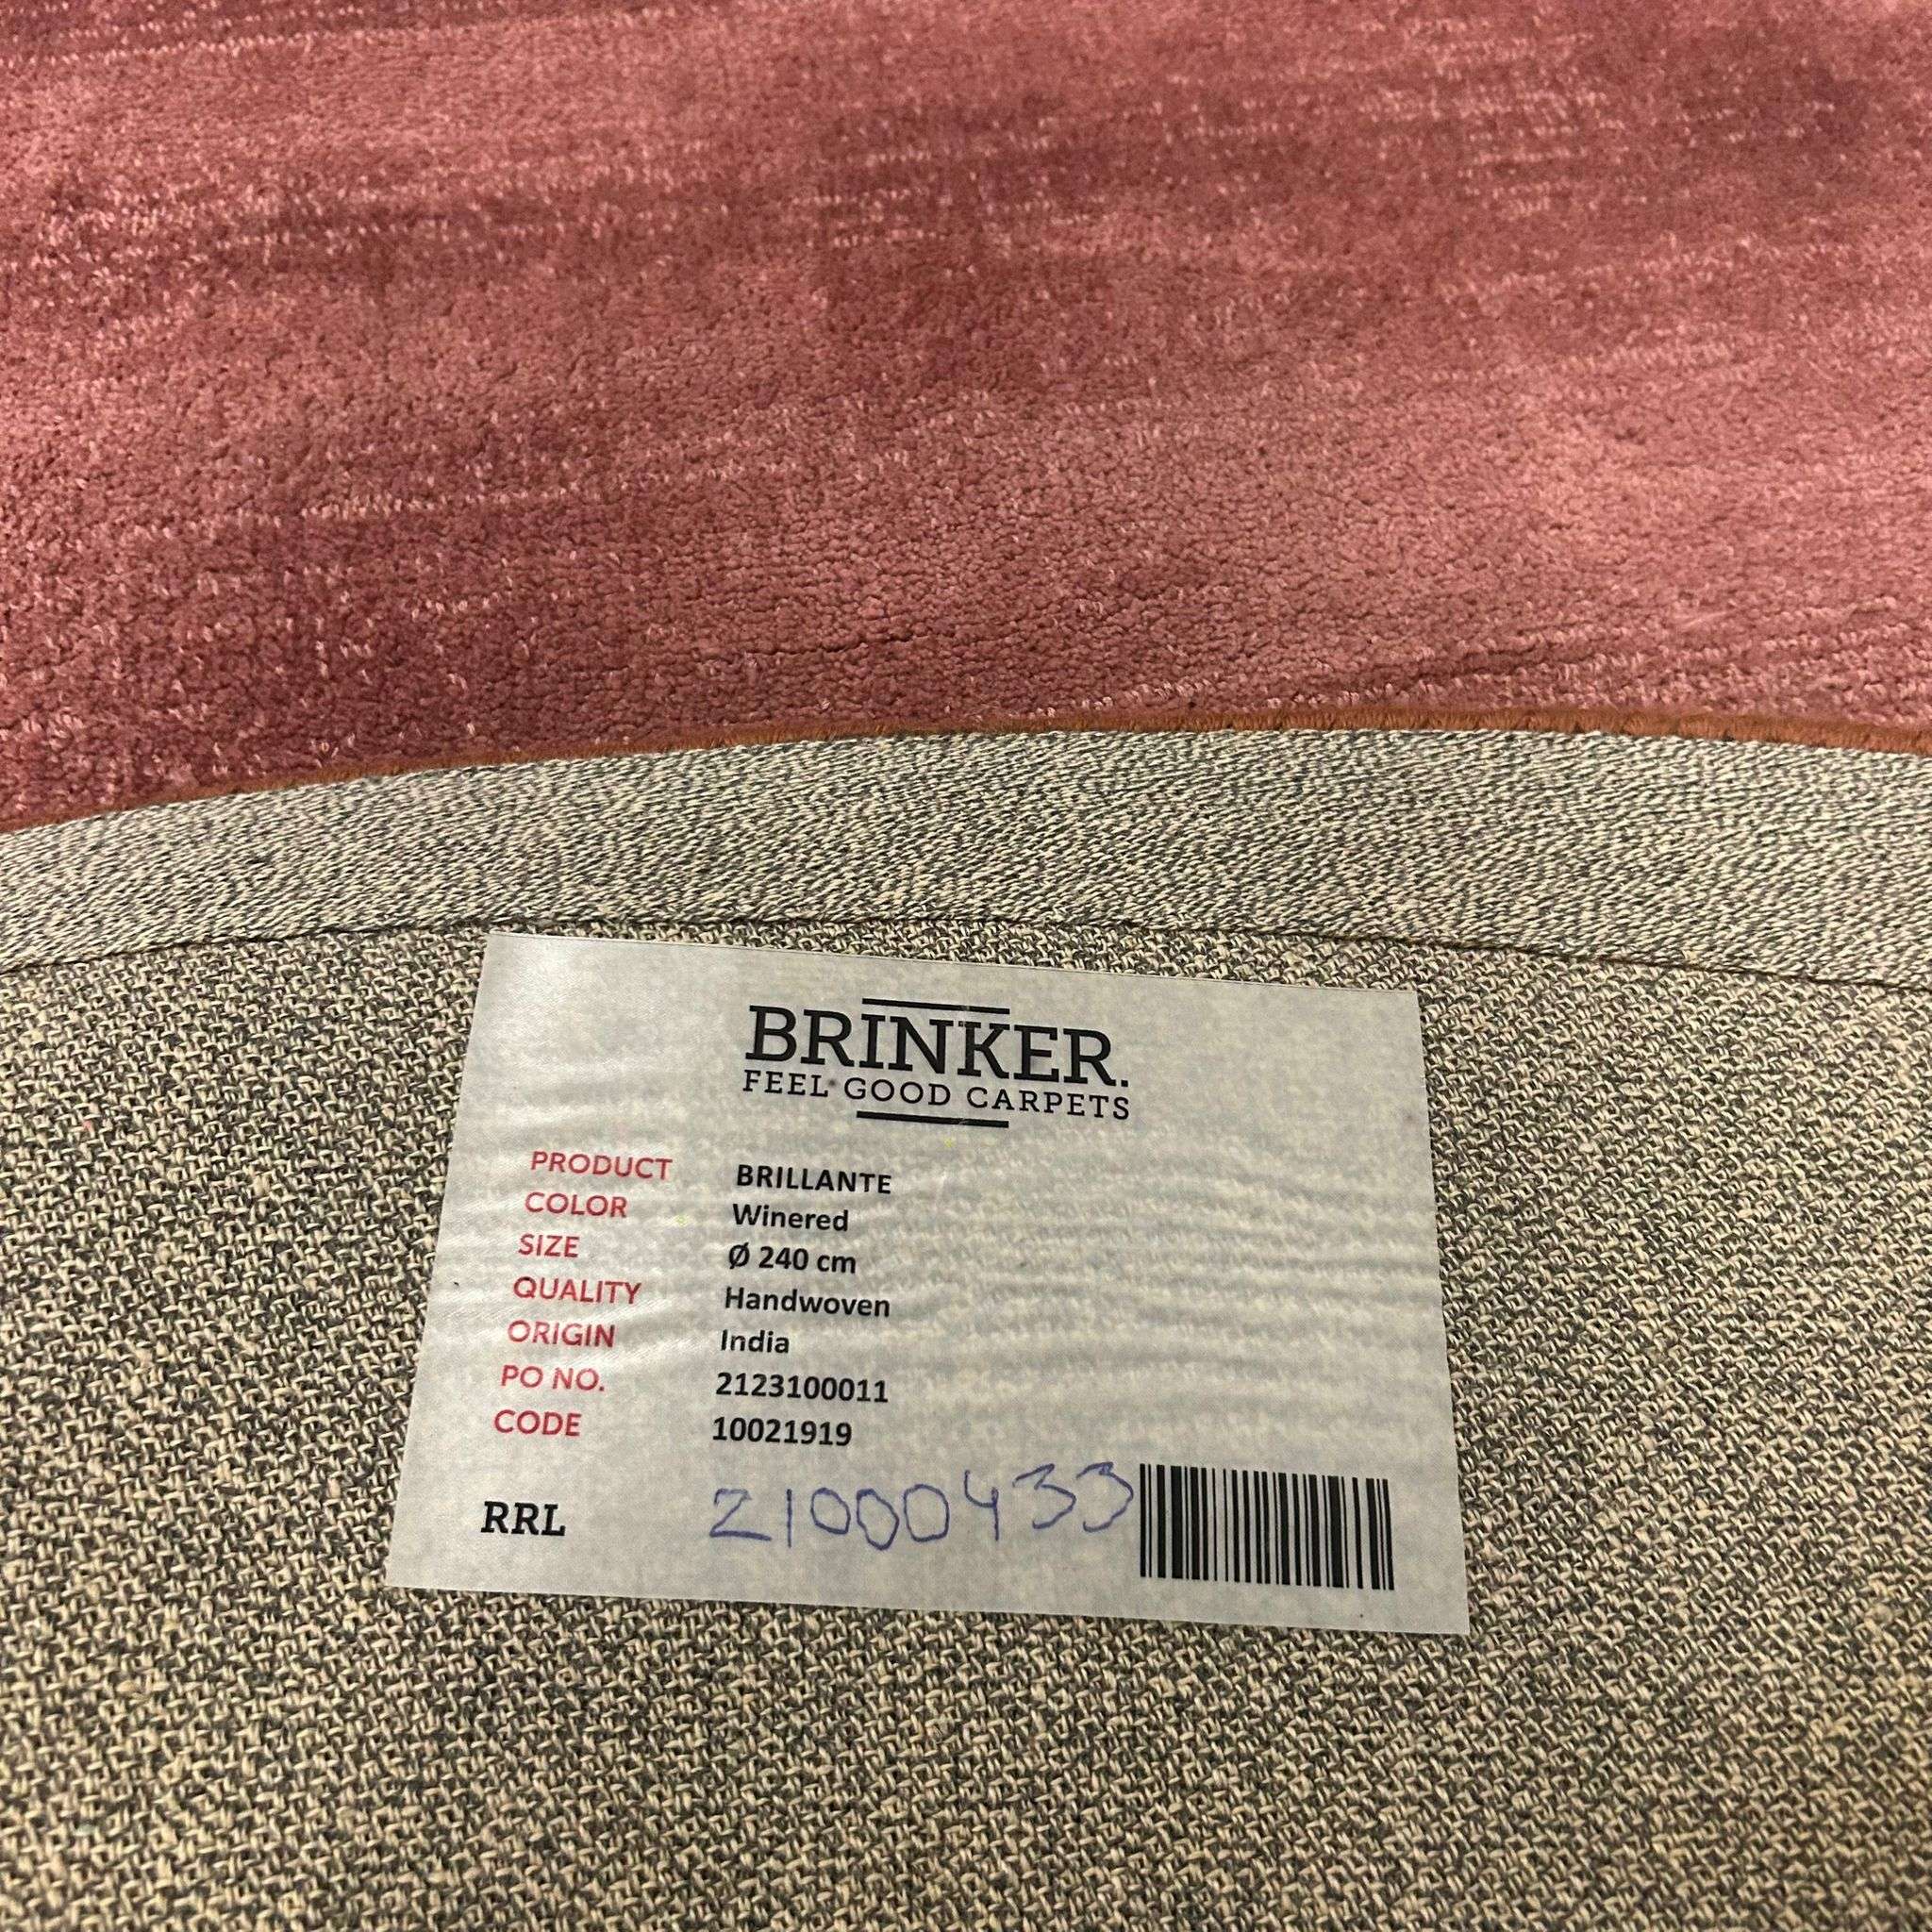 BRINKER.
FEEL GOOD CARPETS
PRODUCT BRILLANTE
COLOR Winered
SIZE Ø 240 cm
QUALITY Handwoven
ORIGIN India
PO NO. 2123100011
CODE 10021919
RRL 21000433